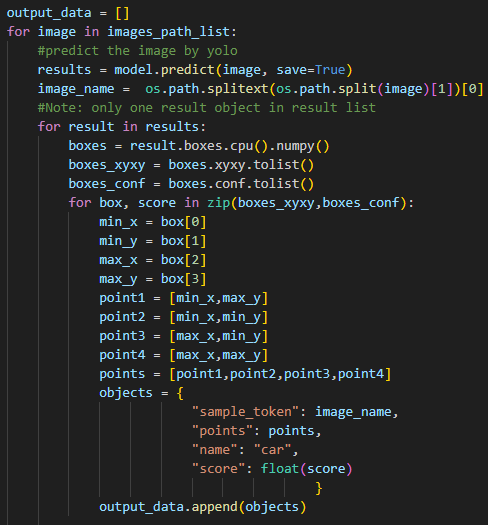 output_data = []
for image in images_path_list:
    #predict the image by yolo
    results = model.predict(image, save=True)
    image_name =  os.path.splitext(os.path.split(image)[1])[0]
    #Note: only one result object in result list
    for result in results:
        boxes = result.boxes.cpu().numpy()
        boxes_xyxy = boxes.xyxy.tolist()
        boxes_conf = boxes.conf.tolist()
        for box, score in zip(boxes_xyxy,boxes_conf):
            min_x = box[0]
            min_y = box[1]
            max_x = box[2]
            max_y = box[3]
            point1 = [min_x,max_y]
            point2 = [min_x,min_y]
            point3 = [max_x,min_y]
            point4 = [max_x,max_y]
            points = [point1,point2,point3,point4]
            objects = {
                        "sample_token": image_name,
                        "points": points,
                        "name": "car",
                        "score": float(score)
                                        }
            output_data.append(objects)